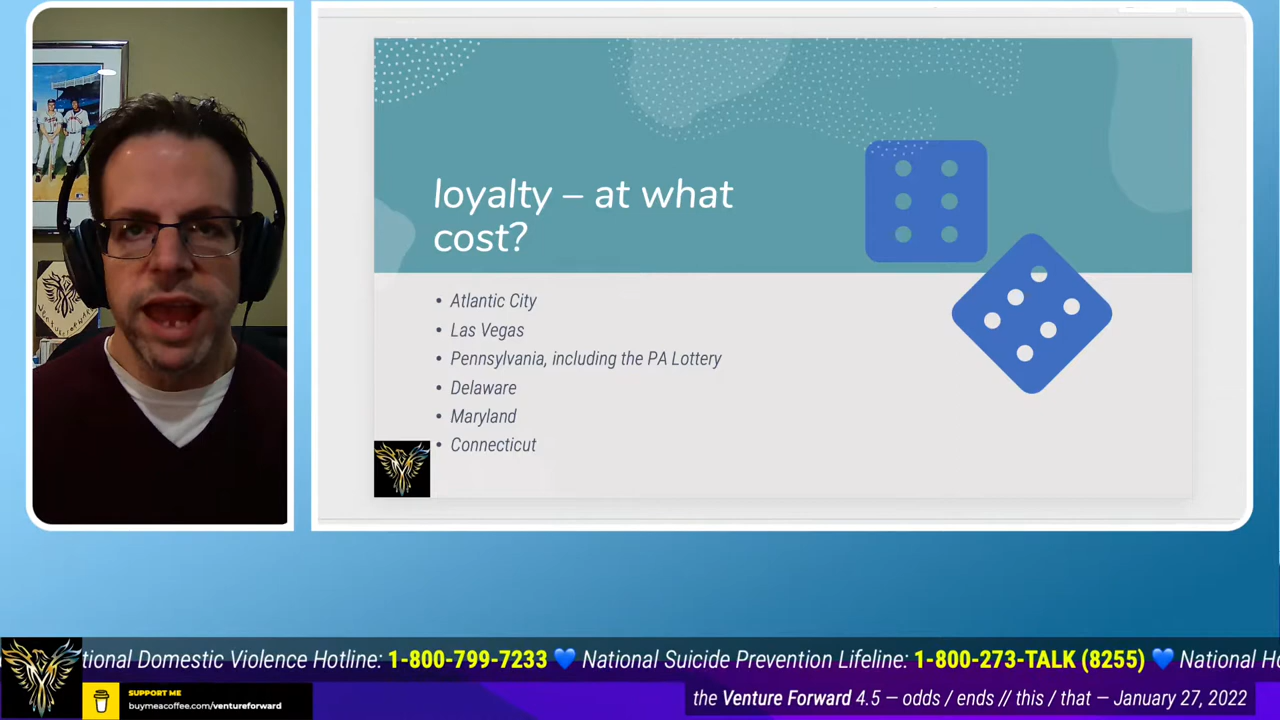 loyalty – at what
cost?
• Atlantic City
• Las Vegas
• Pennsylvania, including the PA Lottery
• Delaware
• Maryland
• Connecticut
tional Domestic Violence Hotline: 1-800-799-7233 💙 National Suicide Prevention Lifeline: 1-800-273-TALK (8255) 💙 National Ho
SUPPORT ME
buymeacoffee.com/ventureforward
the Venture Forward 4.5 — odds / ends // this / that — January 27, 2022